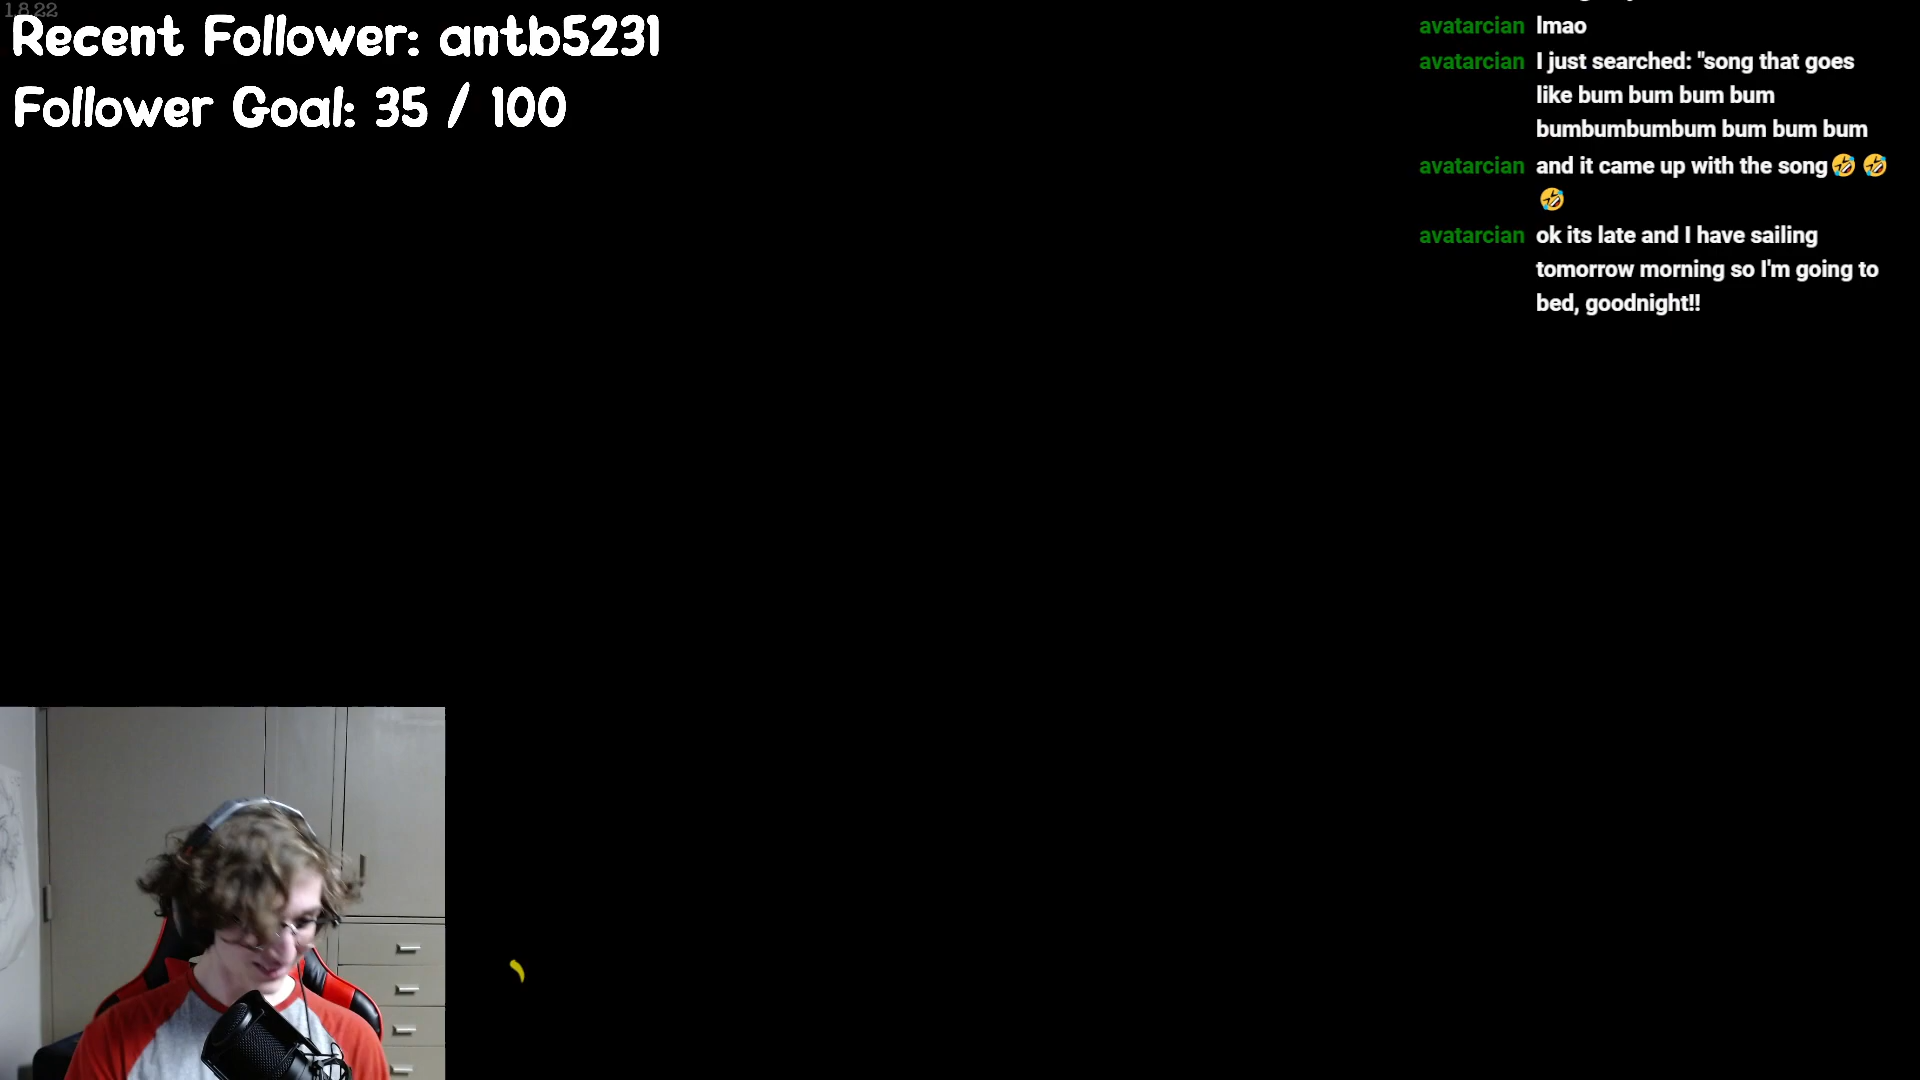 18.22
Recent Follower: antb5231
Follower Goal: 35 / 100
avatarcian lmao
avatarcian I just searched: "song that goes
like bum bum bum bum
bumbumbumbum bum bum bum
avatarcian and it came up with the song🤣 🤣
🤣
avatarcian ok its late and I have sailing
tomorrow morning so I'm going to
bed, goodnight!!